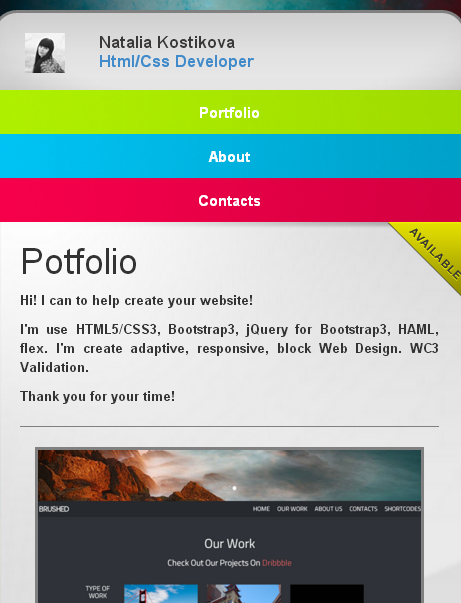 Natalia Kostikova
Html/Css Developer
Portfolio
About
Contacts
AVAILABLE
Potfolio
Hi! I can to help create your website!
I'm use HTML5/CSS3, Bootstrap3, jQuery for Bootstrap3, HAML,
flex. I'm create adaptive, responsive, block Web Design. WC3
Validation.
Thank you for your time!
BRUSHED HOME OUR WORK ABOUT US CONTACTS SHORTCODES
Our Work
Check Out Our Projects On Dribbble
TYPE OF
WORK